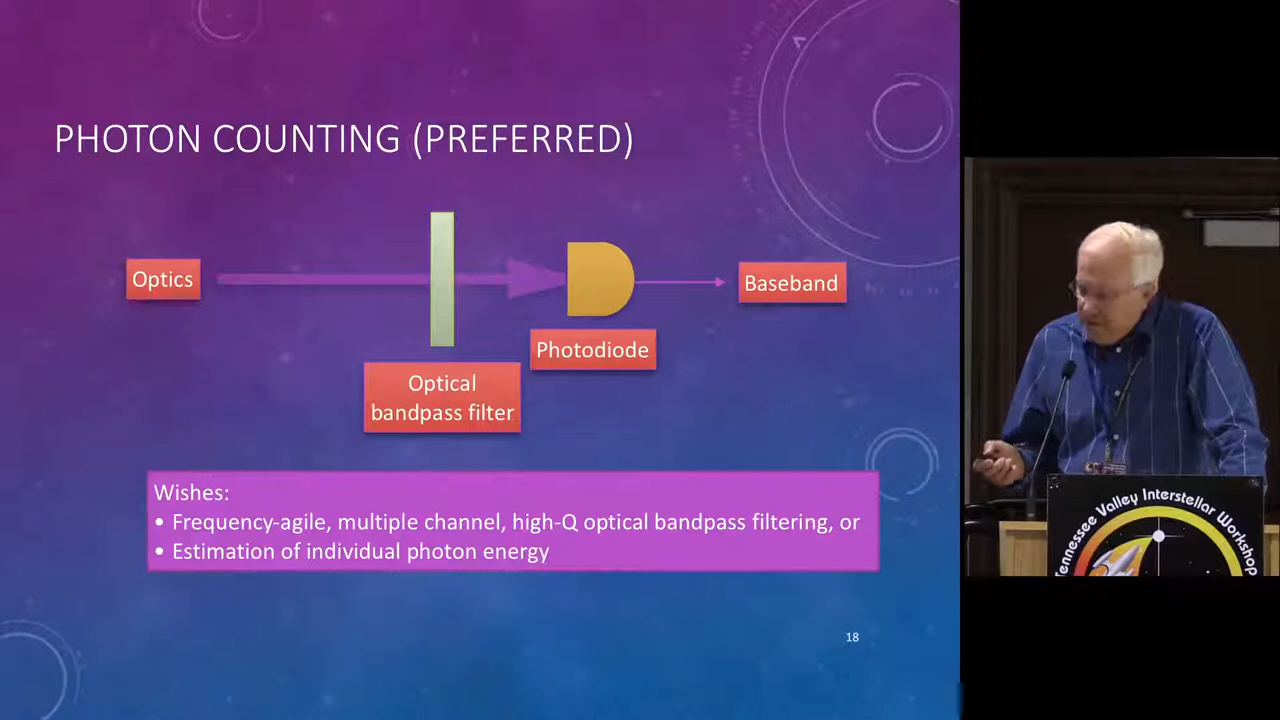 PHOTON COUNTING (PREFERRED)
Optics
Baseband
Photodiode
Optical
bandpass filter
Wishes:
• Frequency-agile, multiple channel, high-Q optical bandpass filtering, or
• Estimation of individual photon energy
18
Tennessee Valley Interstellar Workshop